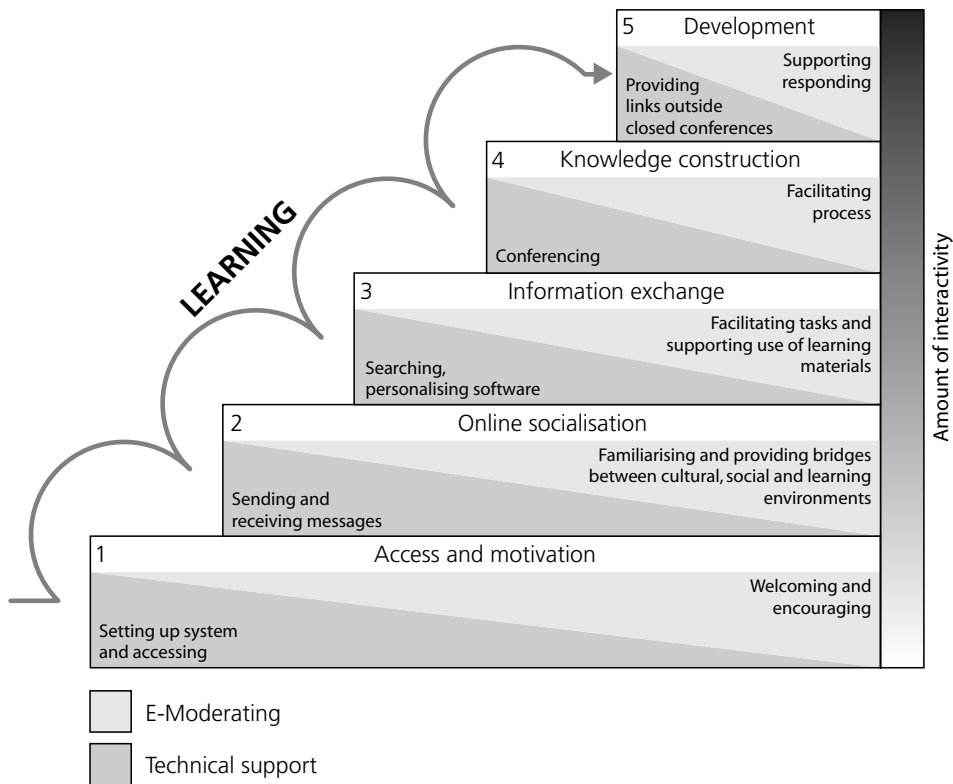 5 Development
Supporting
responding
Providing
links outside
closed conferences
4 Knowledge construction
Facilitating
process
Conferencing
LEARNING
3 Information exchange
Facilitating tasks and
supporting use of learning
materials
Searching,
personalising software
2 Online socialisation
Familiarising and providing bridges
between cultural, social and learning
environments
Sending and
receiving messages
1 Access and motivation
Welcoming and
encouraging
Setting up system
and accessing
Amount of interactivity
E-Moderating
Technical support